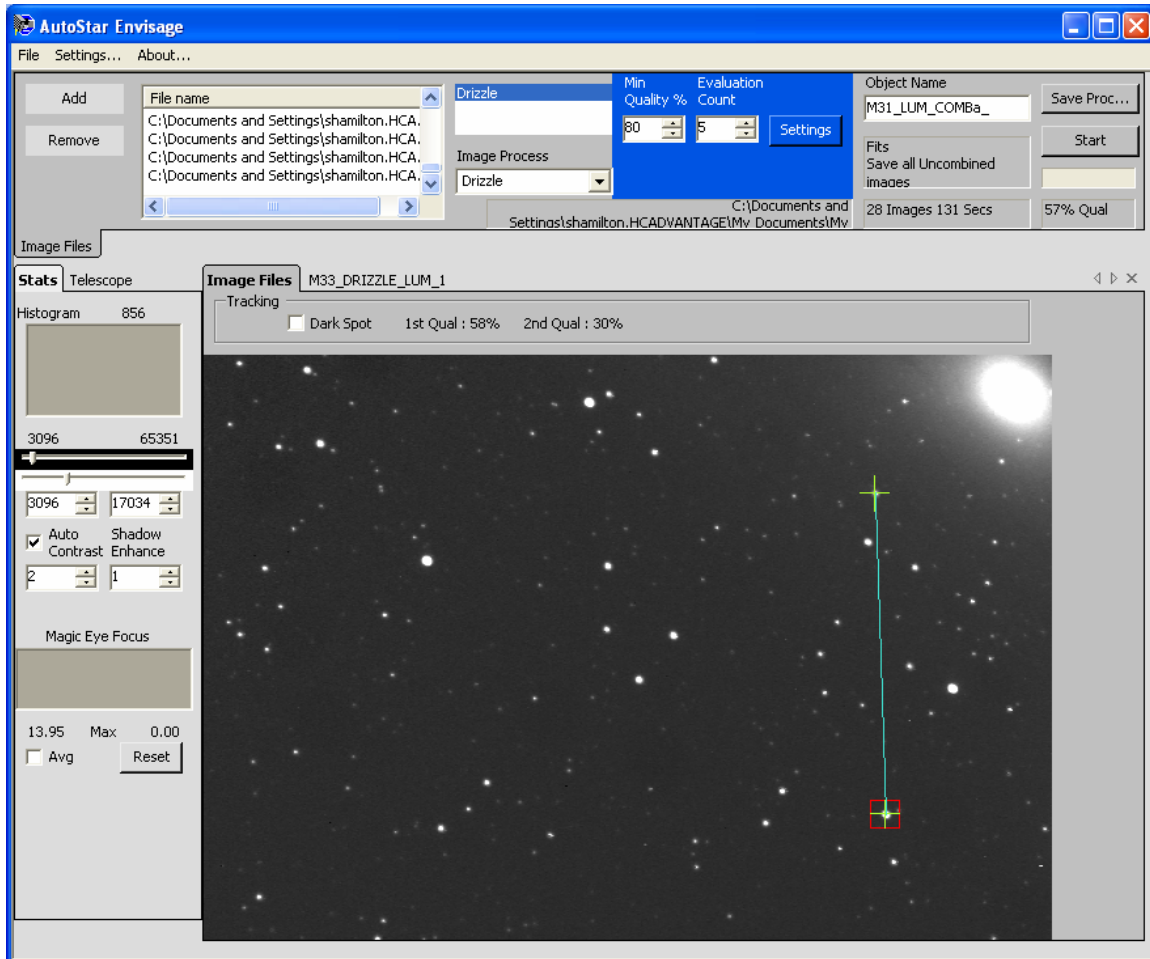 AutoStar Envisage
File Settings... About...
Add
Remove
File name
C:\Documents and Settings\shamilton.HCA.
C:\Documents and Settings\shamilton.HCA.
C:\Documents and Settings\shamilton.HCA.
C:\Documents and Settings\shamilton.HCA.
Drizzle
Image Process
Drizzle
Min Evaluation
Quality % Count
80 5 Settings
C:\Documents and
Settings\shamilton.HCADVANTAGE\My Documents\My
Object Name
M31_LUM_COMBa_
Fits
Save all Uncombined
images
28 Images 131 Secs
Save Proc...
Start
57% Qual
Image Files
Stats Telescope
Histogram 856
3096 65351
3096 17034
Auto Shadow
Contrast Enhance
2 1
Magic Eye Focus
13.95 Max 0.00
Avg Reset
Image Files M33_DRIZZLE_LUM_1
Tracking
Dark Spot 1st Qual : 58% 2nd Qual : 30%